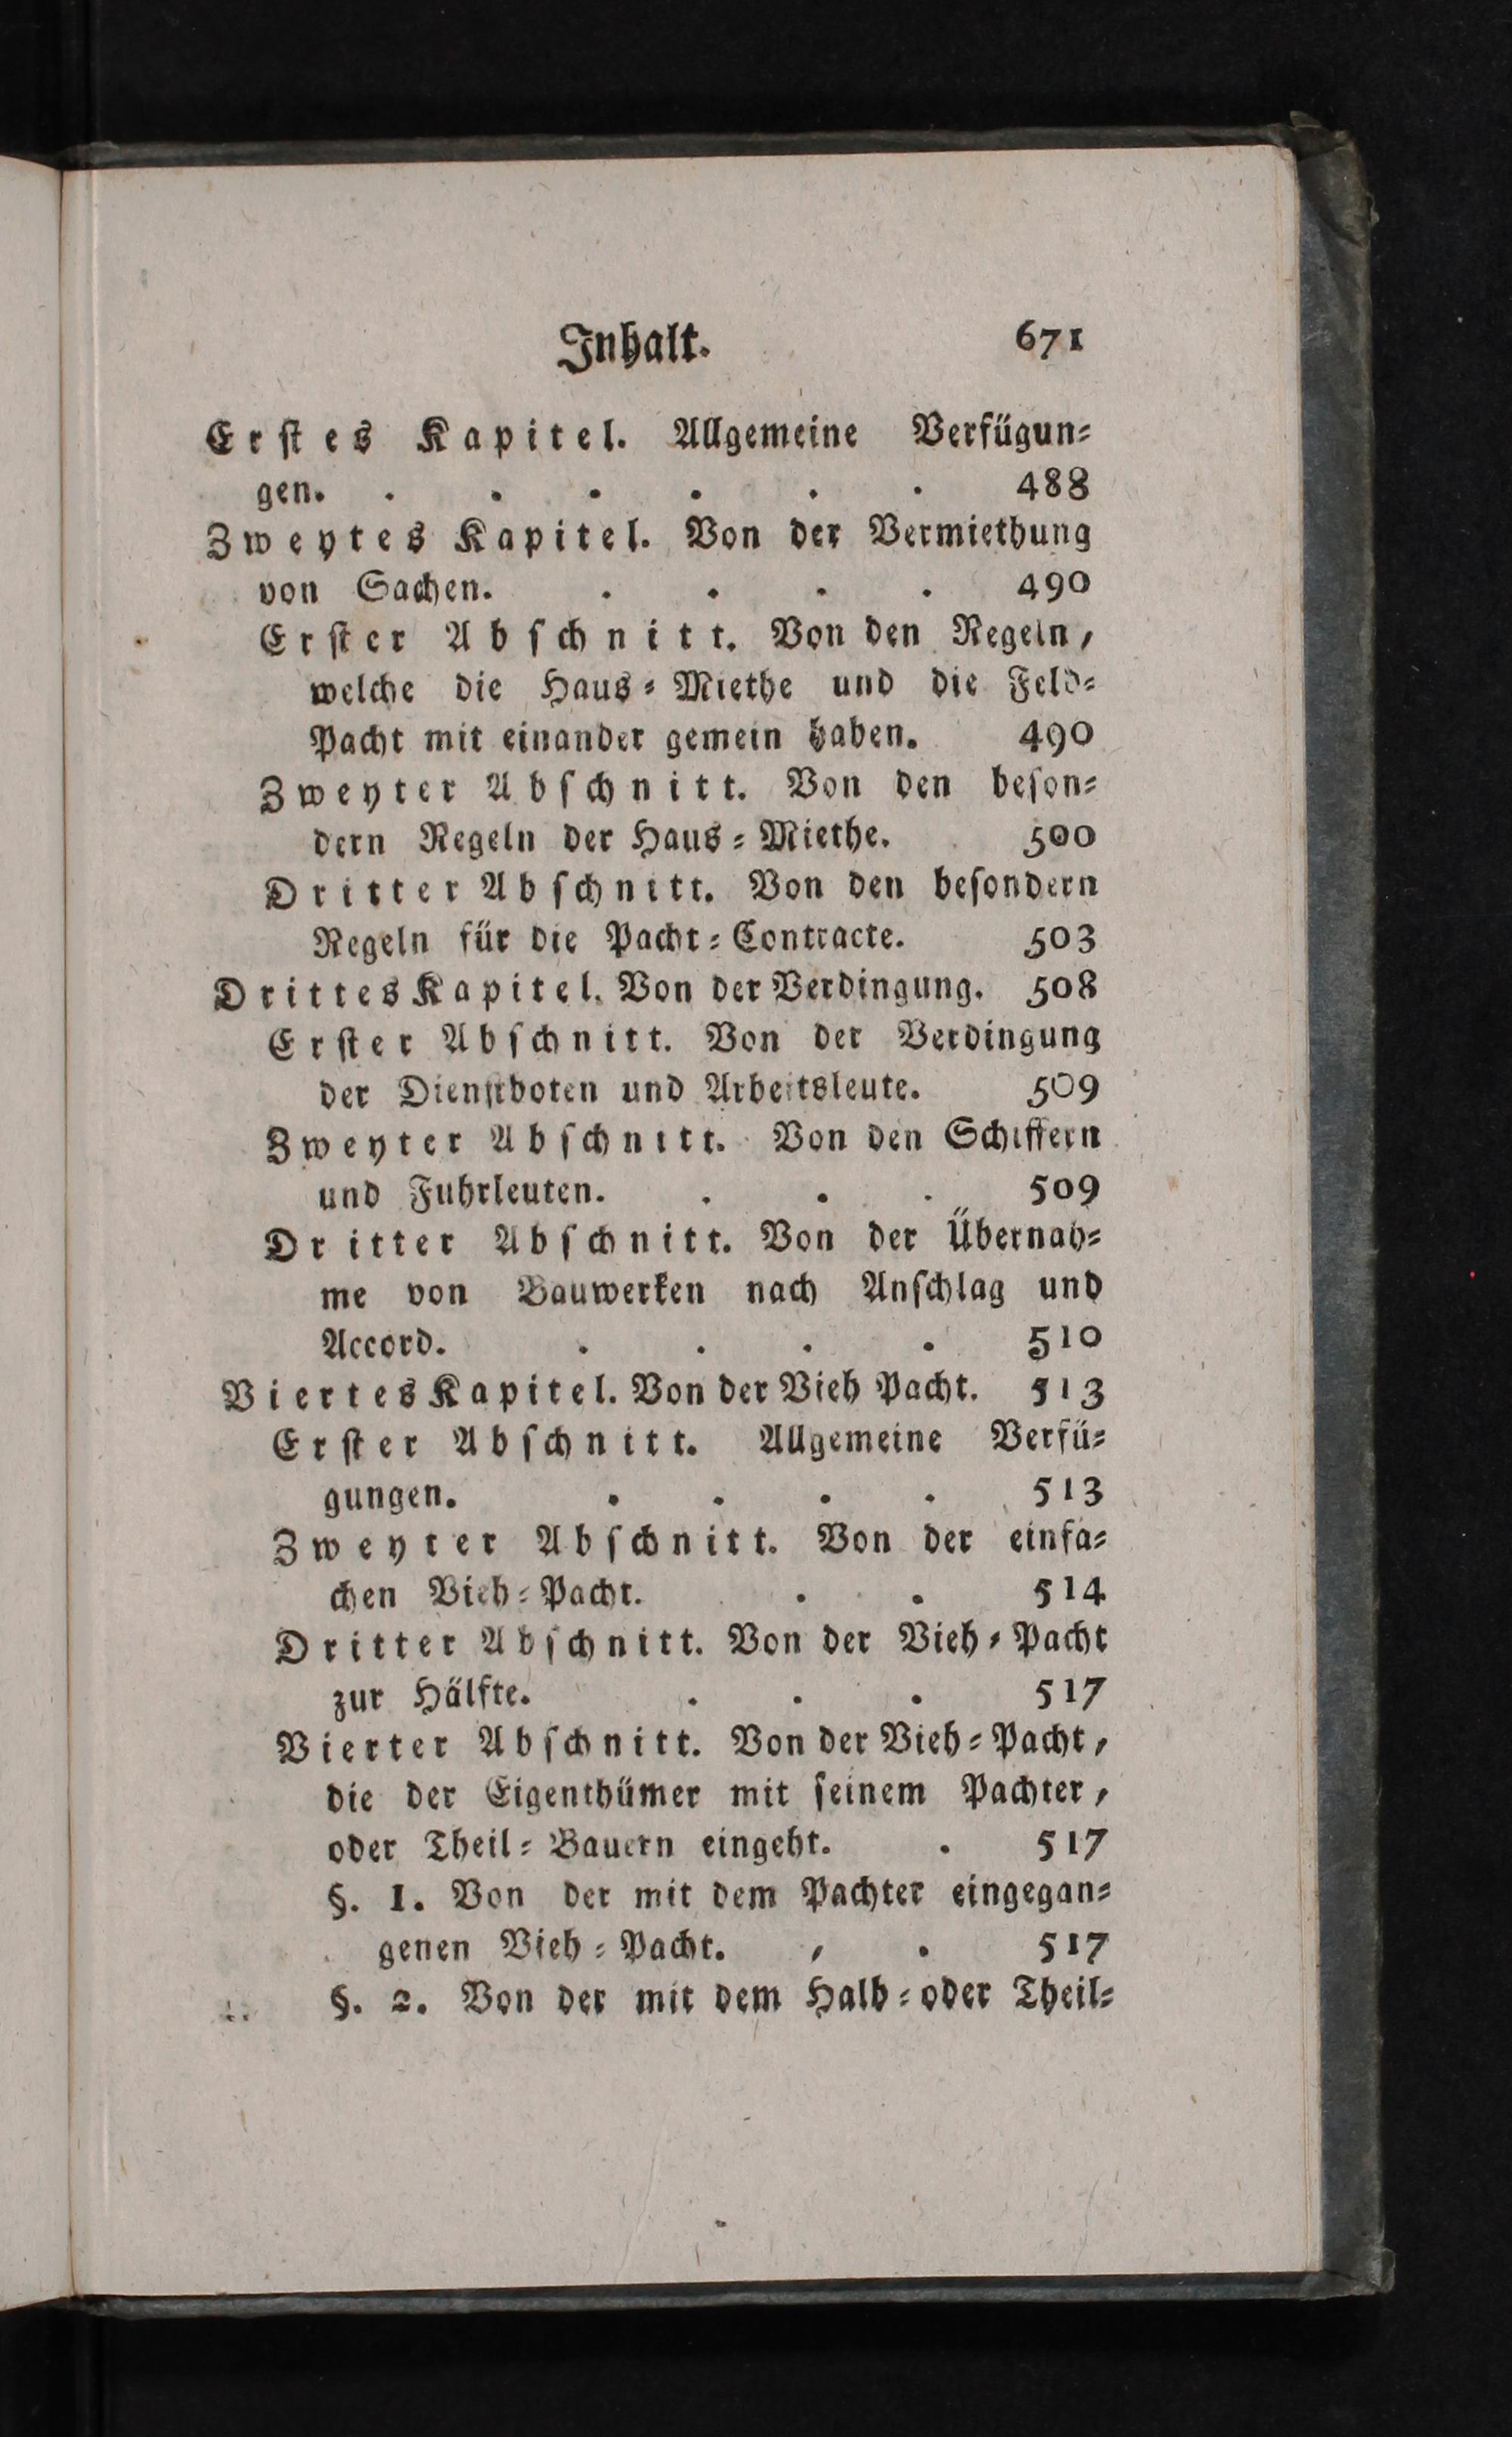 Inhalt. 671
Erstes Kapitel. Allgemeine Verfügun-
gen. . . . . . . 488
Zweytes Kapitel. Von der Vermiethung
von Sachen. . . . . 490
Erster Abschnitt. Von den Regeln,
welche die Haus-Miethe und die Feld-
Pacht mit einander gemein haben. 490
Zweyter Abschnitt. Von den beson-
dern Regeln der Haus-Miethe. 500
Dritter Abschnitt. Von den besondern
Regeln für die Pacht-Contracte. 503
Drittes Kapitel. Von der Verdingung. 508
Erster Abschnitt. Von der Verdingung
der Dienstboten und Arbeitsleute. 509
Zweyter Abschnitt. Von den Schiffern
und Fuhrleuten. . . . 509
Dritter Abschnitt. Von der Übernah-
me von Bauwerken nach Anschlag und
Accord. . . . . 510
Viertes Kapitel. Von der Vieh Pacht. 513
Erster Abschnitt. Allgemeine Verfü-
gungen. . . . . 513
Zweyter Abschnitt. Von der einfa-
chen Vieh-Pacht. . . 514
Dritter Abschnitt. Von der Vieh-Pacht
zur Hälfte. . . . 517
Vierter Abschnitt. Von der Vieh-Pacht,
die der Eigenthümer mit seinem Pachter,
oder Theil-Bauern eingeht. . 517
§. 1. Von der mit dem Pachter eingegan-
genen Vieh-Pacht. , . 517
§. 2. Von der mit dem Halb-oder Theil-